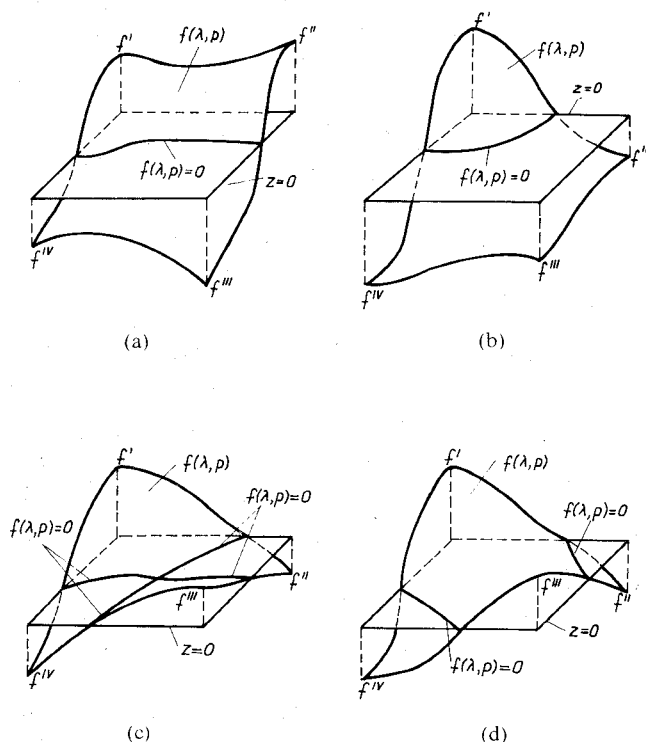 f' f(λ,p) f''
f(λ,p)=0
z=0
f^IV f'''
(a)
f' f(λ,p)
z=0
f(λ,p)=0 f''
f^IV f'''
(b)
f' f(λ,p)
f(λ,p)=0 f(λ,p)=0
f''' f''
z=0
f^IV
(c)
f' f(λ,p)
f(λ,p)=0
f''' f''
z=0
f^IV f(λ,p)=0
(d)